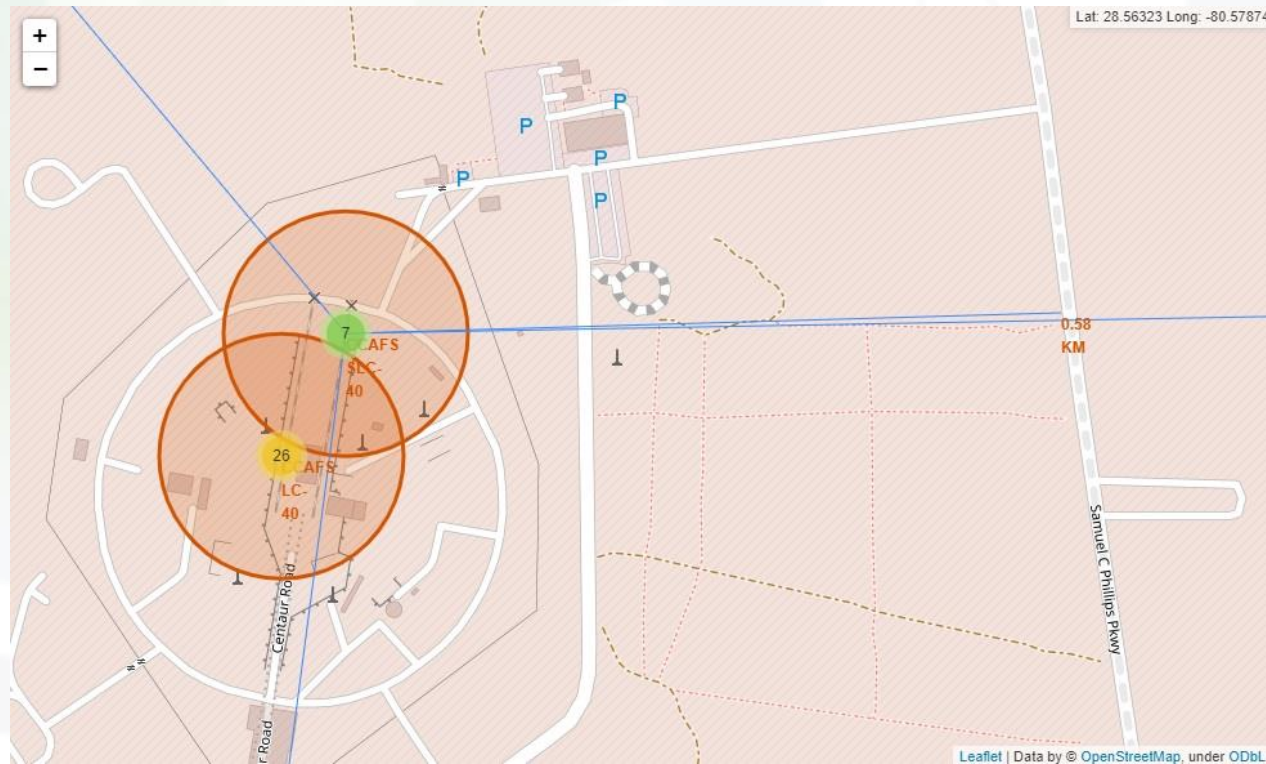 +
−
Lat: 28.56323 Long: -80.57874
P
P
P
P
P
7
CCAFS
SLC-
40
0.58
KM
26
CCAFS
LC-
40
Centaur Road
Samuel C Phillips Pkwy
r Road
Leaflet | Data by © OpenStreetMap, under ODbL